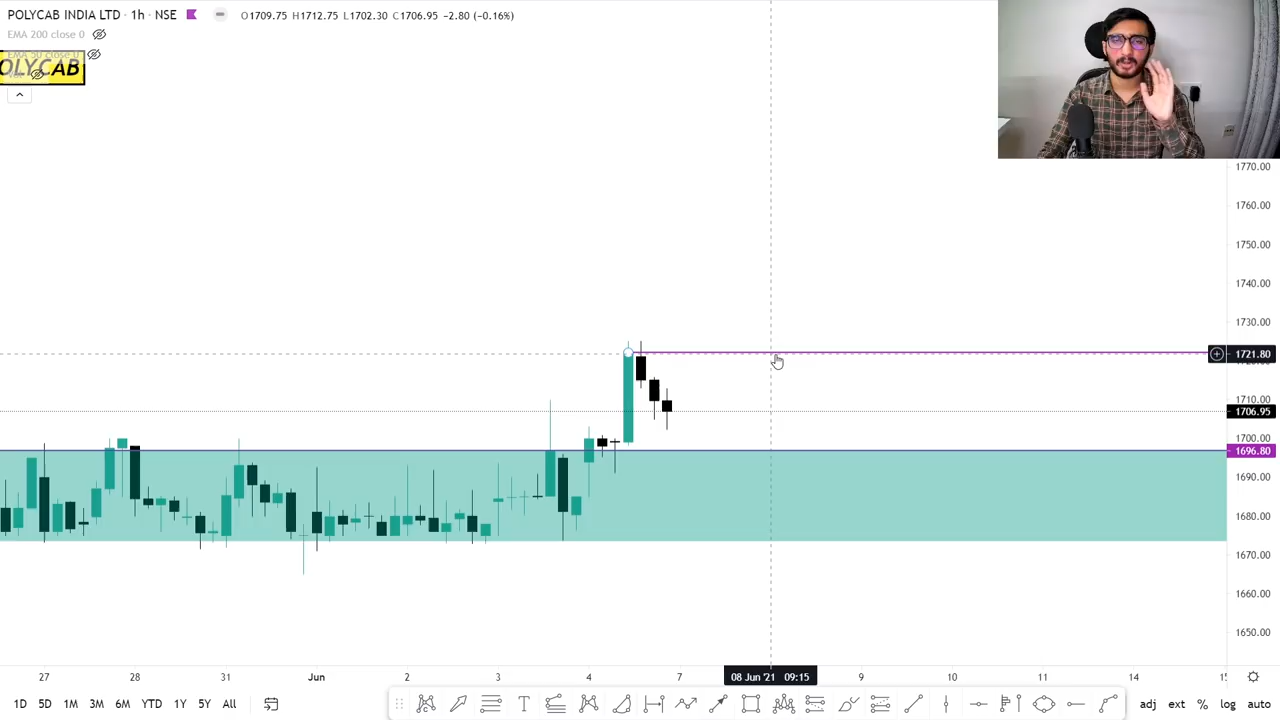 POLYCAB INDIA LTD · 1h · NSE O1709.75 H1712.75 L1702.30 C1706.95 −2.80 (−0.16%)
EMA 200 close 0
EMA 50 close 0
OLYCAB
1770.00
1760.00
1750.00
1740.00
1730.00
1721.80
1710.00
1706.95
1700.00
1696.80
1690.00
1680.00
1670.00
1660.00
1650.00
27 28 31 Jun 2 3 4 7 08 Jun '21 09:15 9 10 11 14 15
1D 5D 1M 3M 6M YTD 1Y 5Y All adj ext % log auto